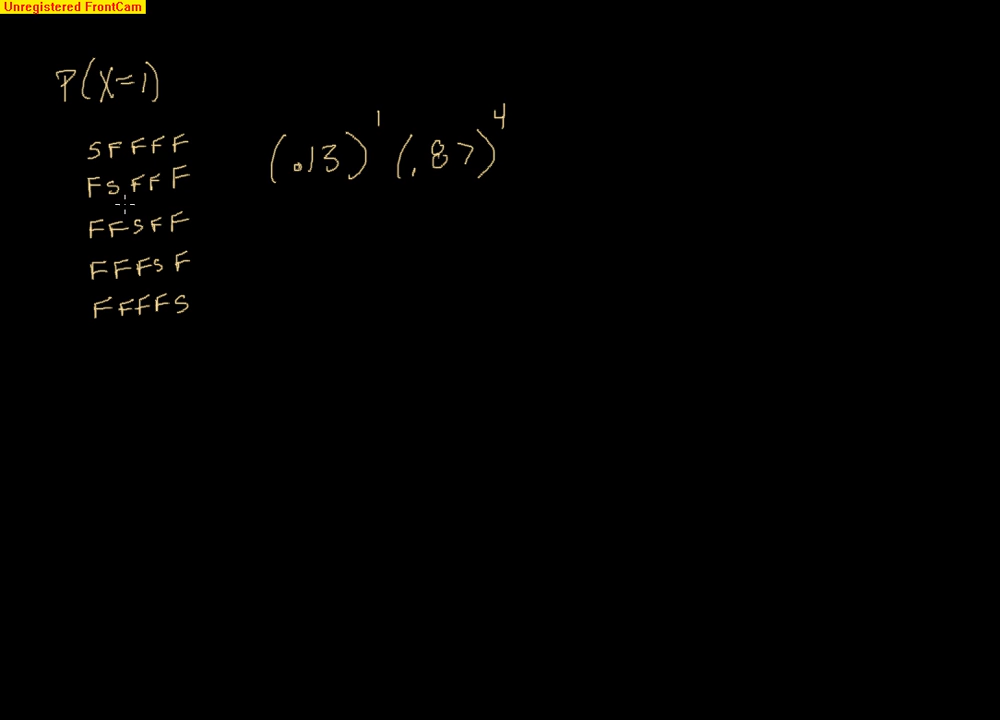 Unregistered FrontCam
P(X=1)
SFFFF (.13)¹(.87)⁴
FSFFF
FFSFF
FFFSF
FFFFS